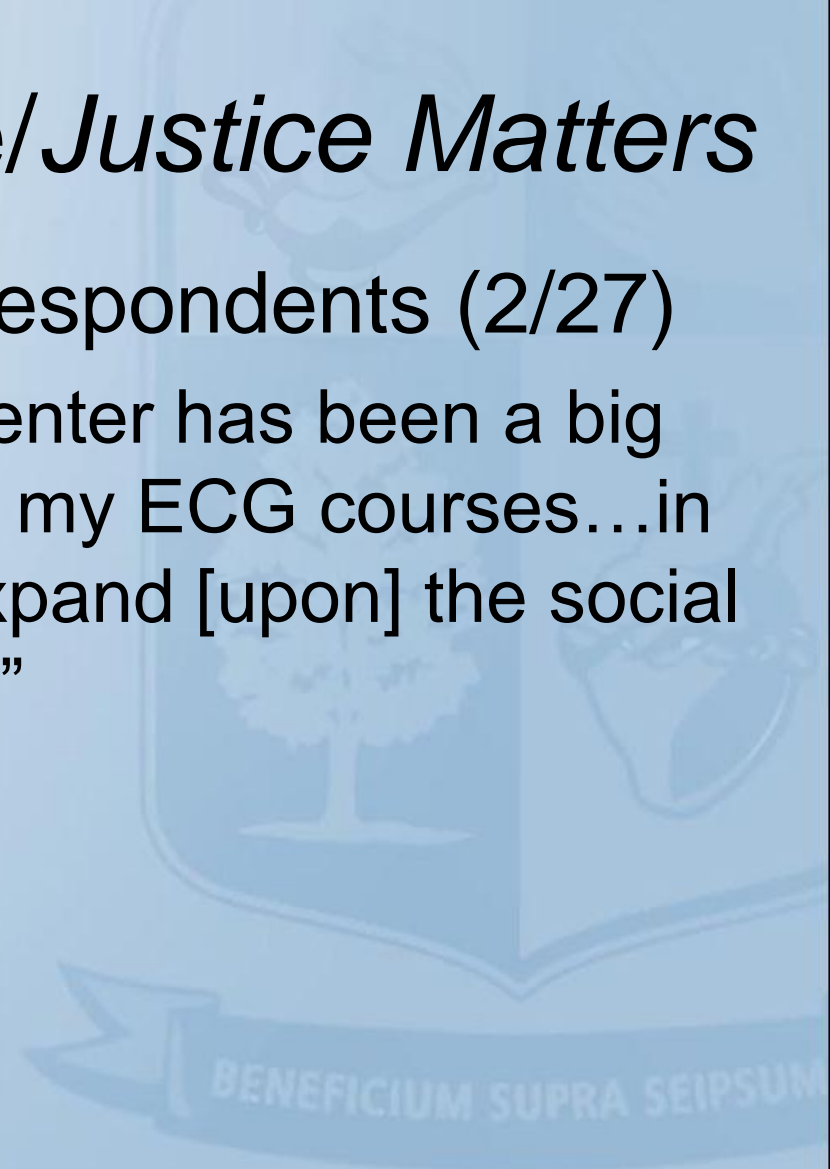 e/Justice Matters
espondents (2/27)
enter has been a big
my ECG courses…in
xpand [upon] the social
”
BENEFICIUM SUPRA SEIPSUM